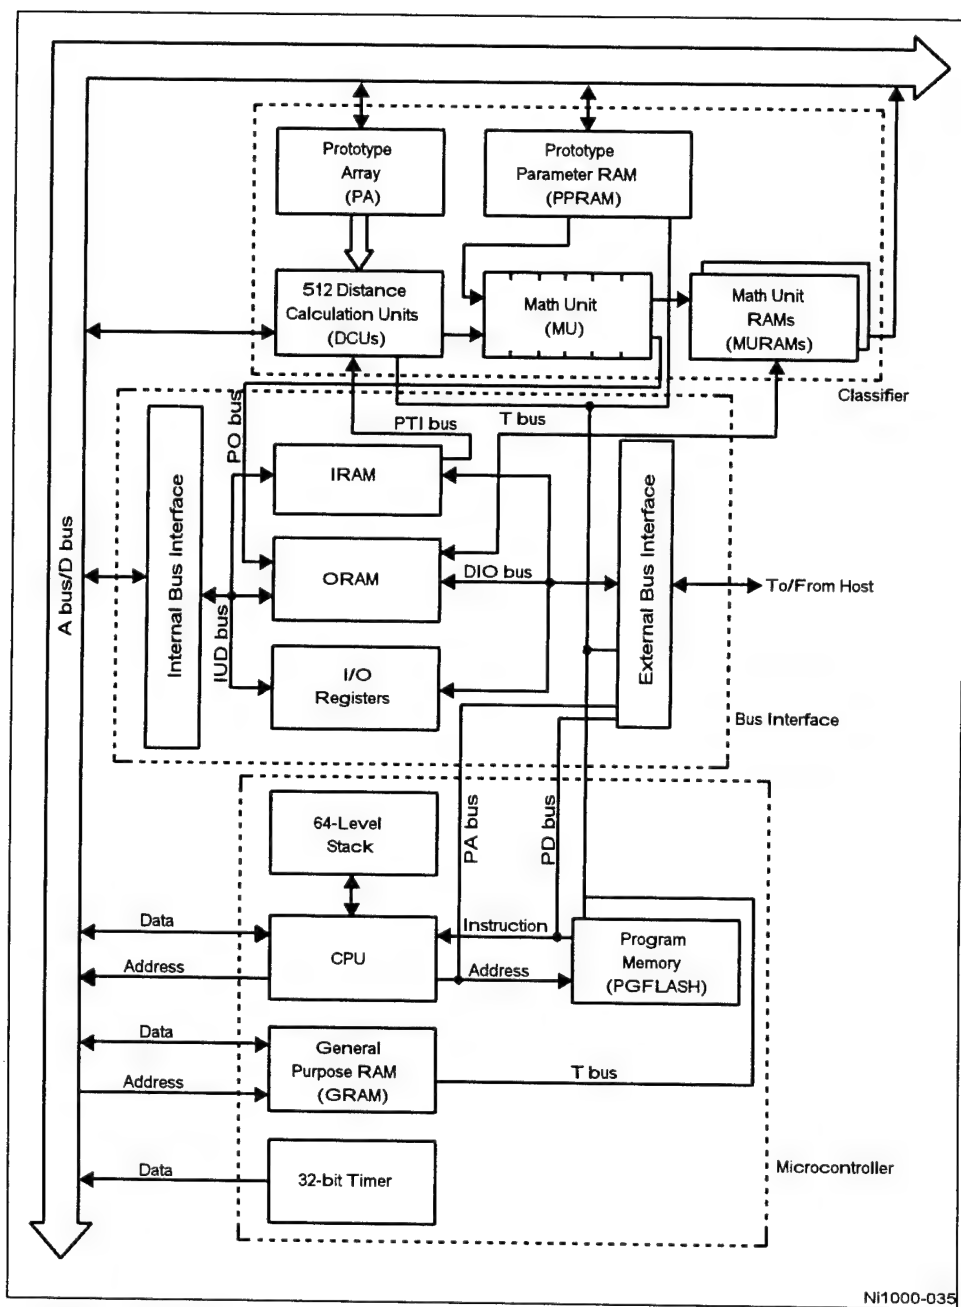 Prototype
Array
(PA)
Prototype
Parameter RAM
(PPRAM)
512 Distance
Calculation Units
(DCUs)
Math Unit
(MU)
Math Unit
RAMs
(MURAMs)
Classifier
A bus/D bus
Internal Bus Interface
IUD bus
PO bus
PTI bus
T bus
IRAM
ORAM
DIO bus
I/O
Registers
External Bus Interface
To/From Host
Bus Interface
PA bus
PD bus
64-Level
Stack
Data
Address
CPU
Instruction
Address
Program
Memory
(PGFLASH)
Data
Address
General
Purpose RAM
(GRAM)
T bus
Data
32-bit Timer
Microcontroller
Ni1000-035